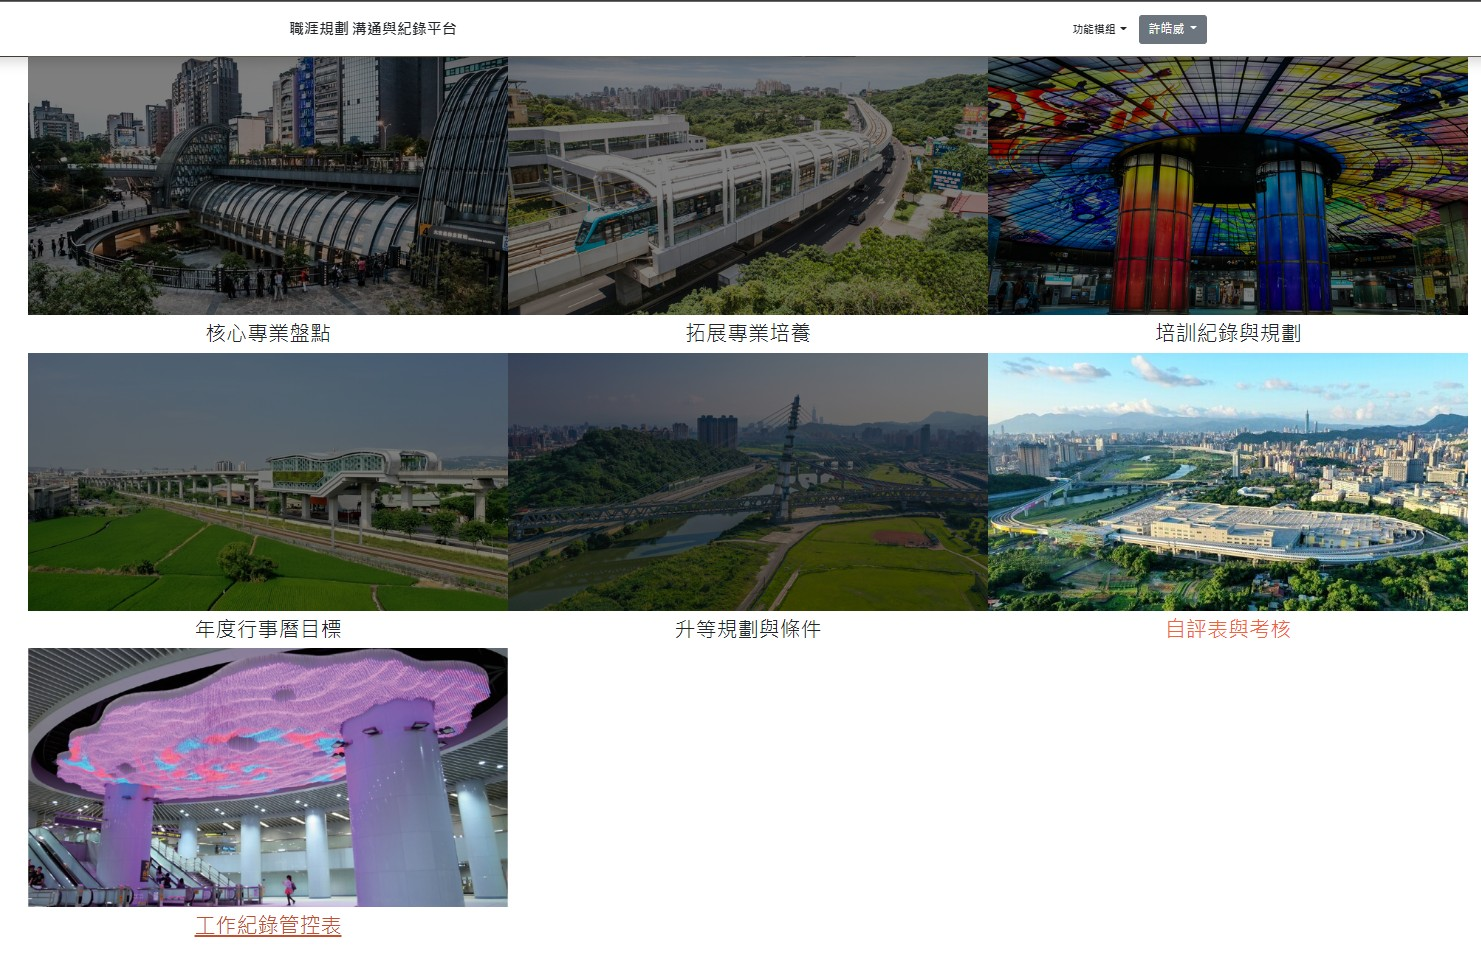 職涯規劃 溝通與紀錄平台
功能模組
許皓威
核心專業盤點
拓展專業培養
培訓紀錄與規劃
年度行事曆目標
升等規劃與條件
自評表與考核
工作紀錄管控表